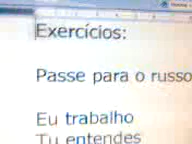 Exercícios:
Passe para o russo
Eu trabalho
Tu entendes